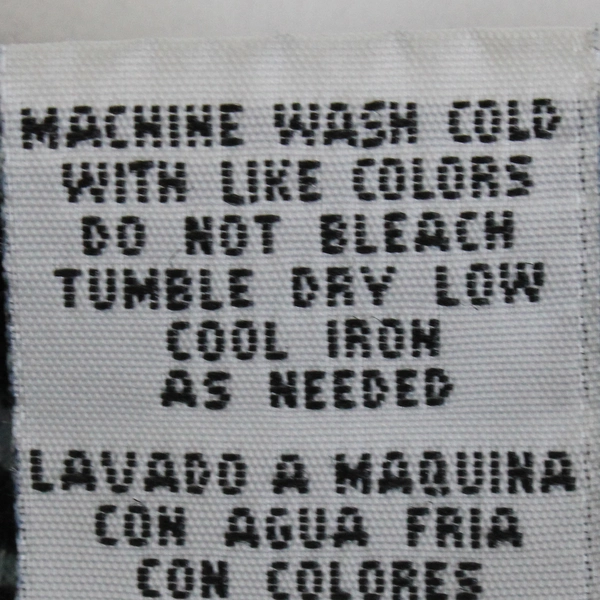 MACHINE WASH COLD
WITH LIKE COLORS
DO NOT BLEACH
TUMBLE DRY LOW
COOL IRON
AS NEEDED
LAVADO A MAQUINA
CON AGUA FRIA
CON COLORES